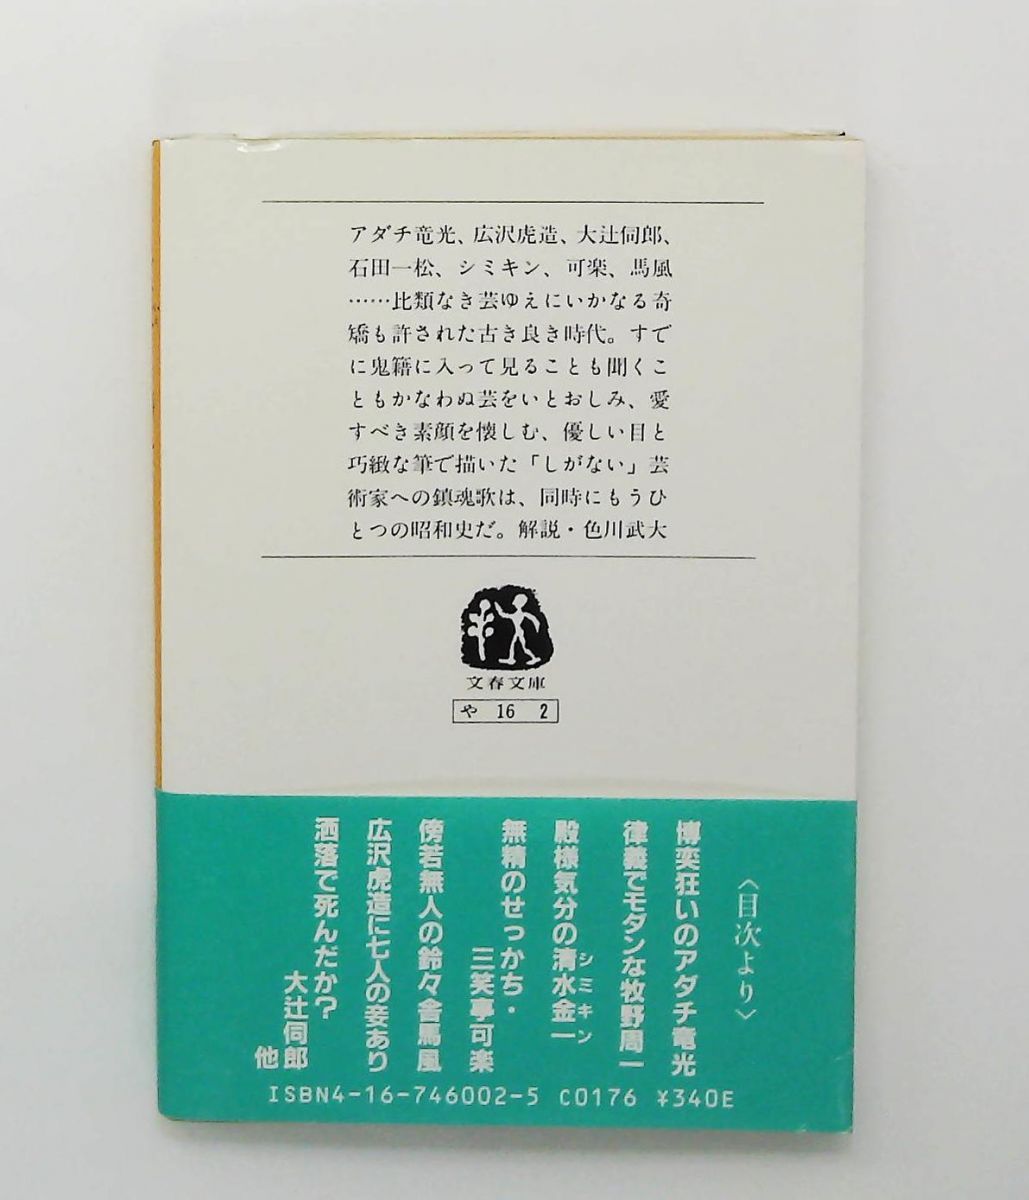 アダチ竜光、広沢虎造、大辻伺郎、
石田一松、シミキン、可楽、馬風
……比類なき芸ゆえにいかなる奇
矯も許された古き良き時代。すで
に鬼籍に入って見ることも聞くこ
ともかなわぬ芸をいとおしみ、愛
すべき素顔を懐しむ、優しい目と
巧緻な筆で描いた「しがない」芸
術家への鎮魂歌は、同時にもうひ
とつの昭和史だ。解説・色川武大
文春文庫
や 16 2
〈目次より〉
博奕狂いのアダチ竜光
律義でモダンな牧野周一
殿様気分の清水金一
シミキン
無精のせっかち・
三笑亭可楽
傍若無人の鈴々舎馬風
広沢虎造に七人の妾あり
洒落で死んだか?
大辻伺郎
他
ISBN4-16-746002-5 C0176 ¥340E